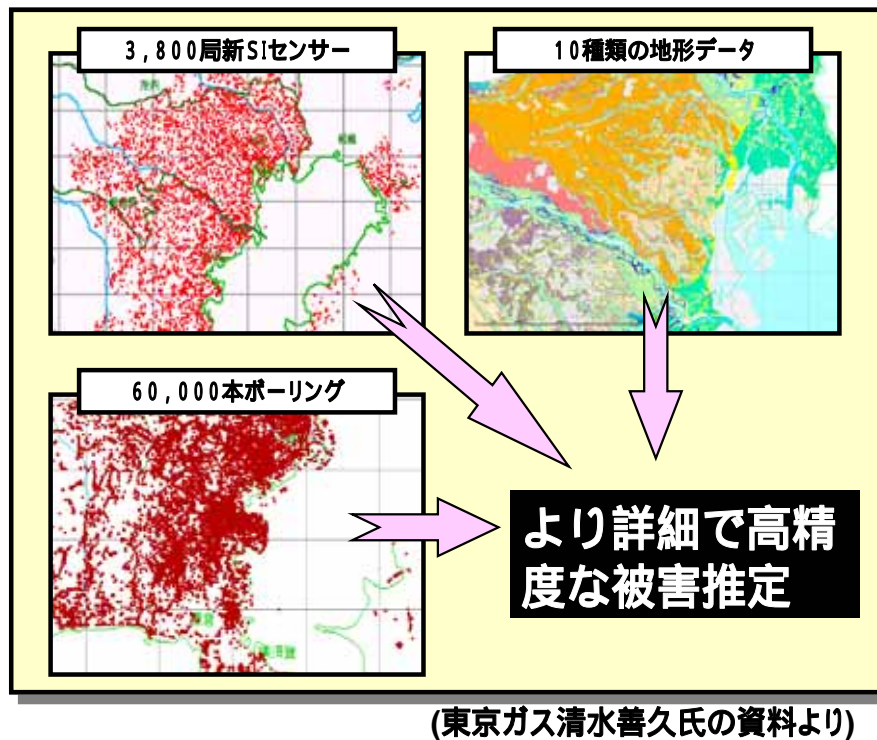 3,800局新SIセンサー
10種類の地形データ
60,000本ボーリング
より詳細で高精
度な被害推定
(東京ガス清水善久氏の資料より)